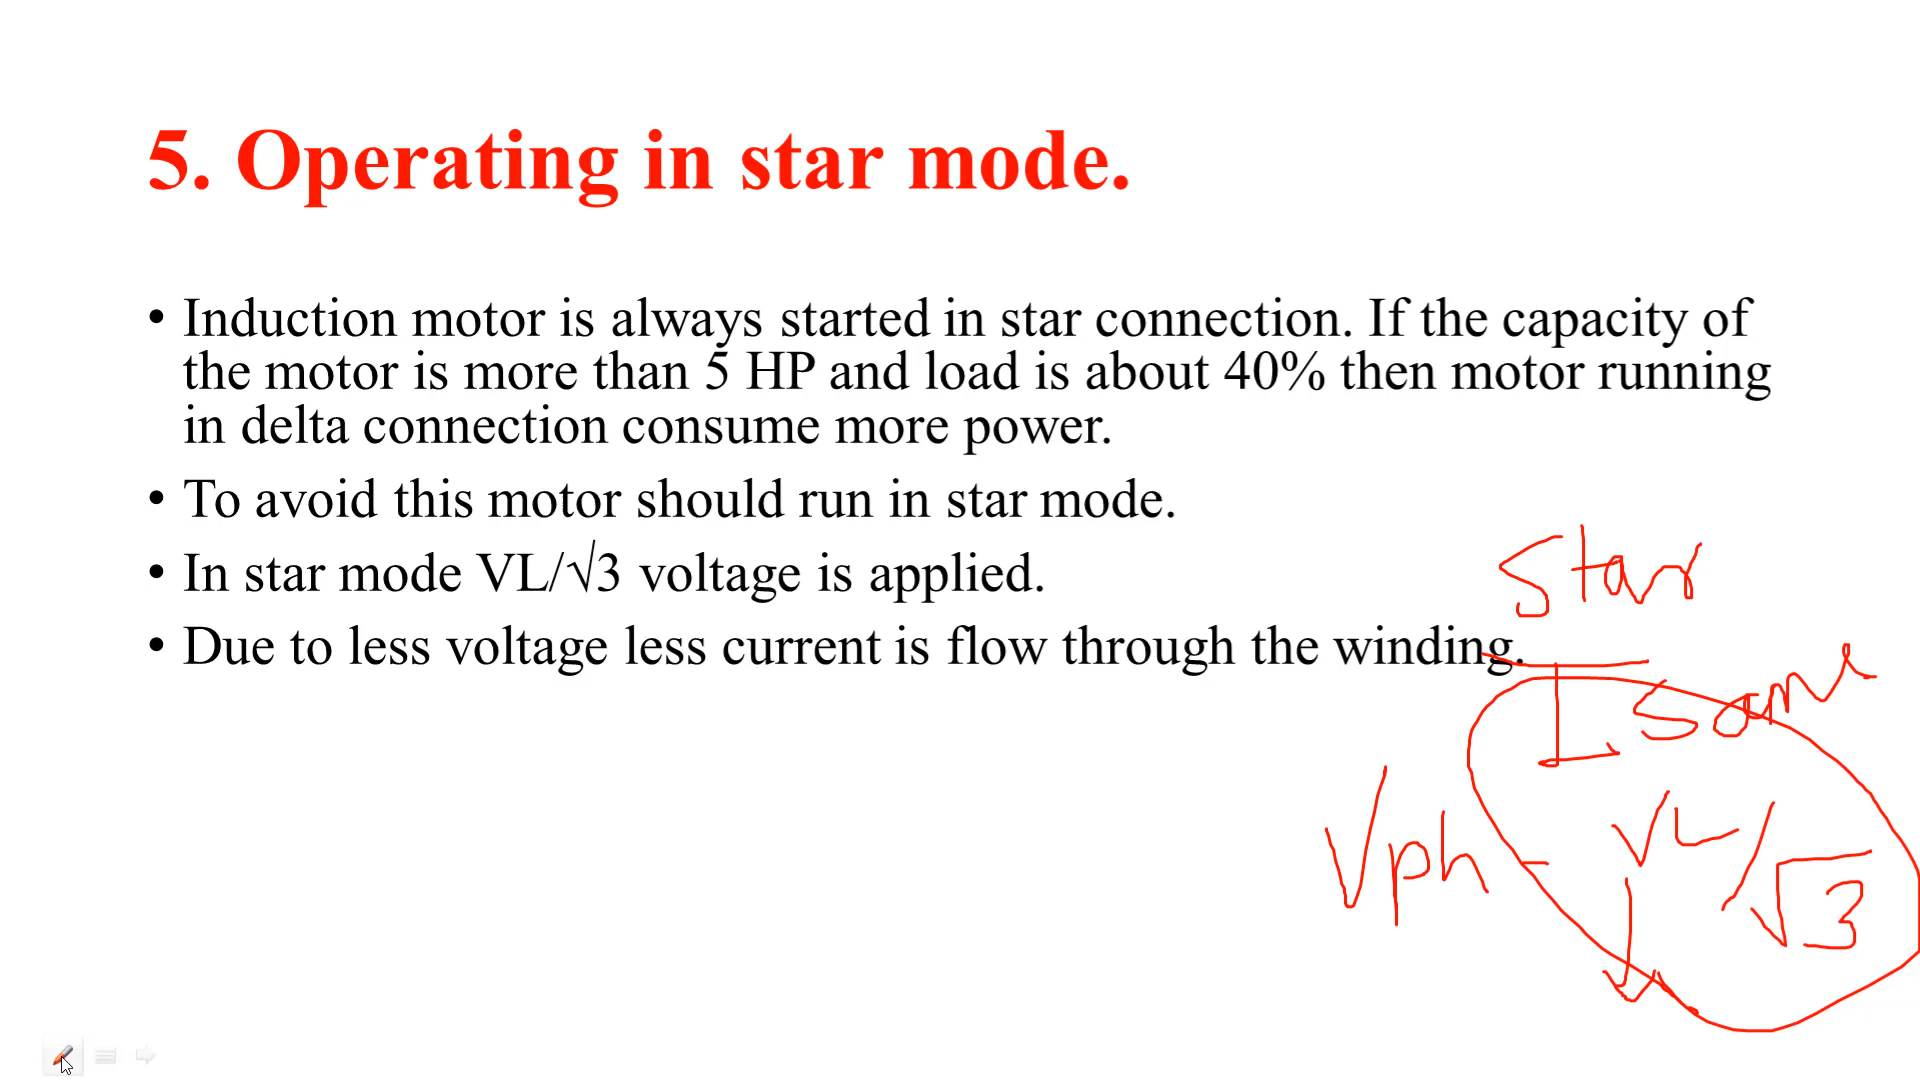 5. Operating in star mode.
• Induction motor is always started in star connection. If the capacity of
the motor is more than 5 HP and load is about 40% then motor running
in delta connection consume more power.
• To avoid this motor should run in star mode.
• In star mode VL/√3 voltage is applied.
• Due to less voltage less current is flow through the winding.
Star
I same
Vph - VL/√3